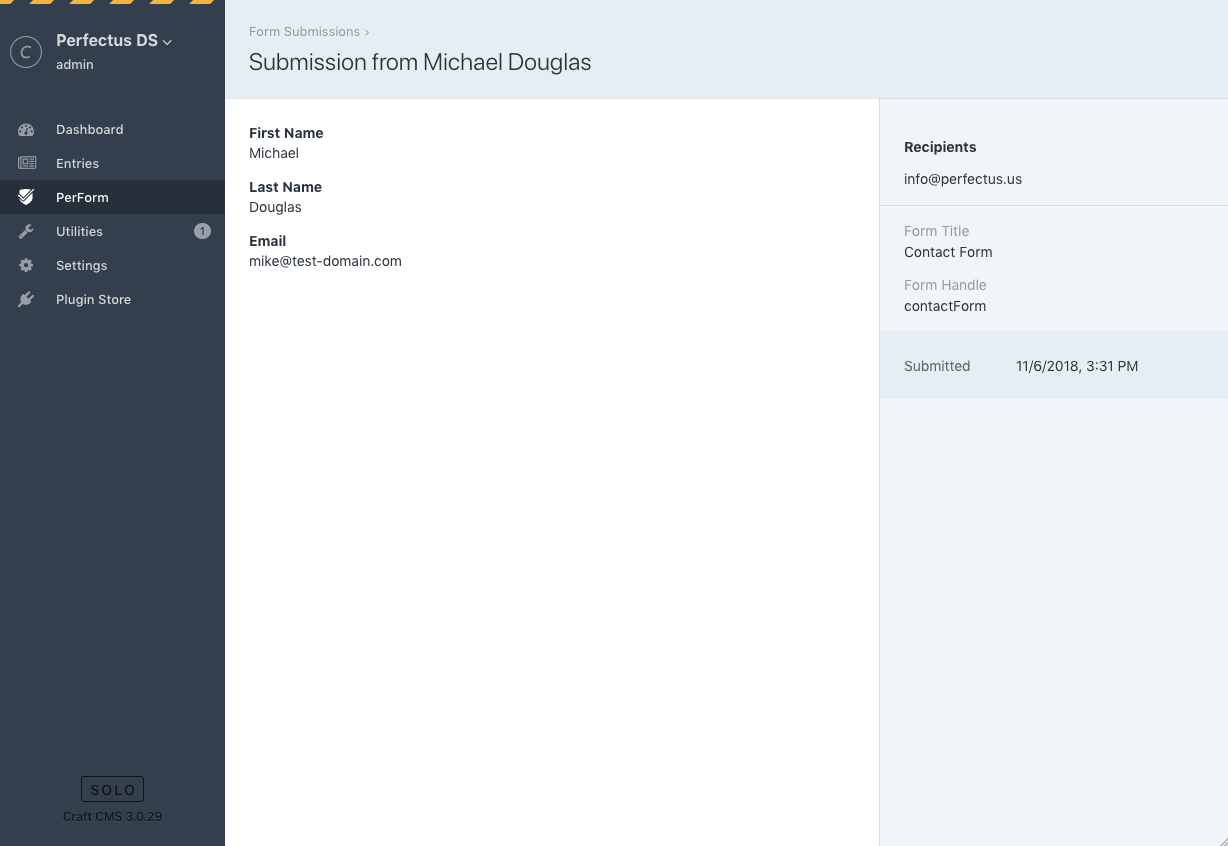 Perfectus DS
admin
Dashboard
Entries
PerForm
Utilities 1
Settings
Plugin Store
SOLO
Craft CMS 3.0.29
Form Submissions ›
Submission from Michael Douglas
First Name
Michael
Last Name
Douglas
Email
mike@test-domain.com
Recipients
info@perfectus.us
Form Title
Contact Form
Form Handle
contactForm
Submitted 11/6/2018, 3:31 PM